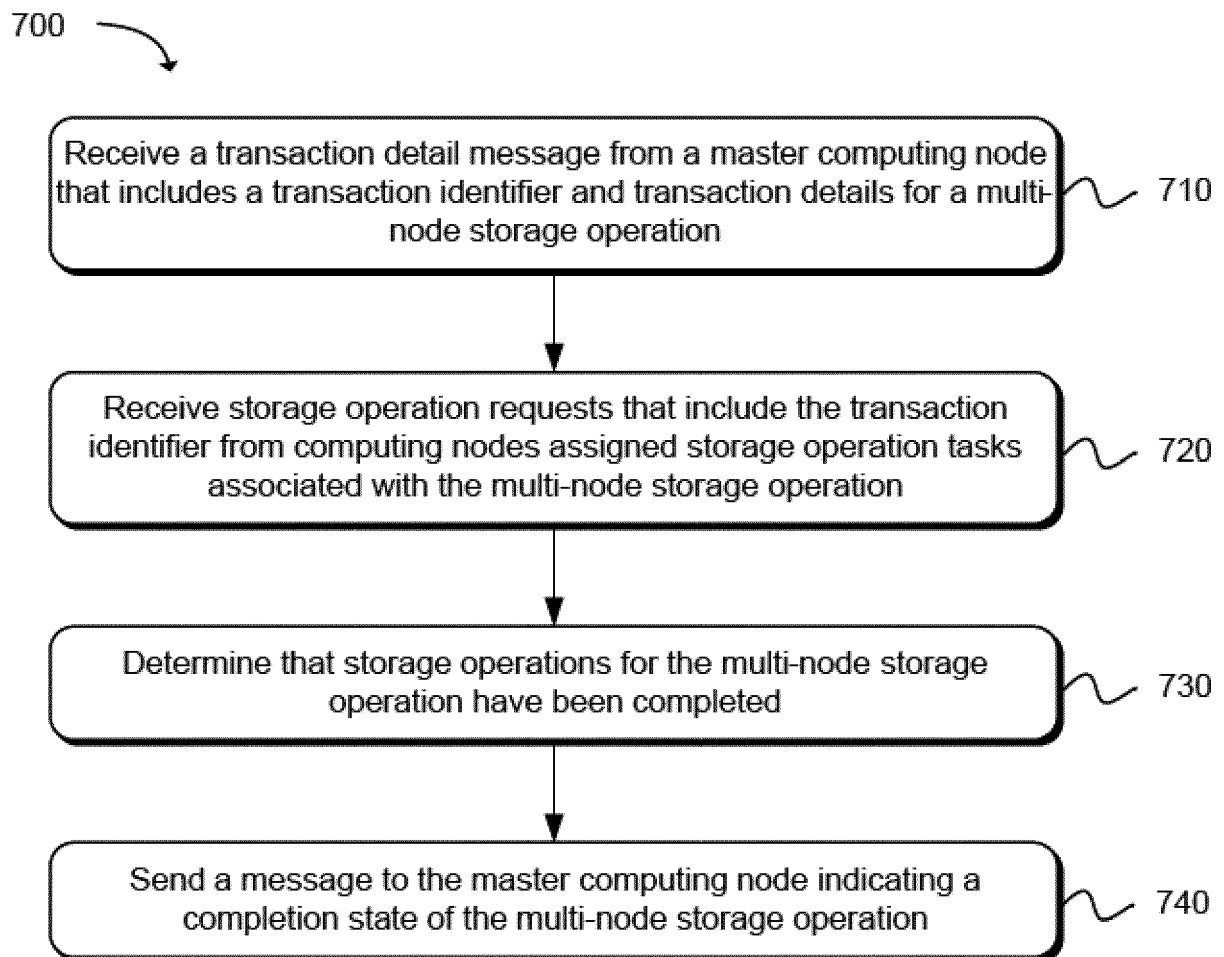 700
Receive a transaction detail message from a master computing node
that includes a transaction identifier and transaction details for a multi-
node storage operation
710
Receive storage operation requests that include the transaction
identifier from computing nodes assigned storage operation tasks
associated with the multi-node storage operation
720
Determine that storage operations for the multi-node storage
operation have been completed
730
Send a message to the master computing node indicating a
completion state of the multi-node storage operation
740